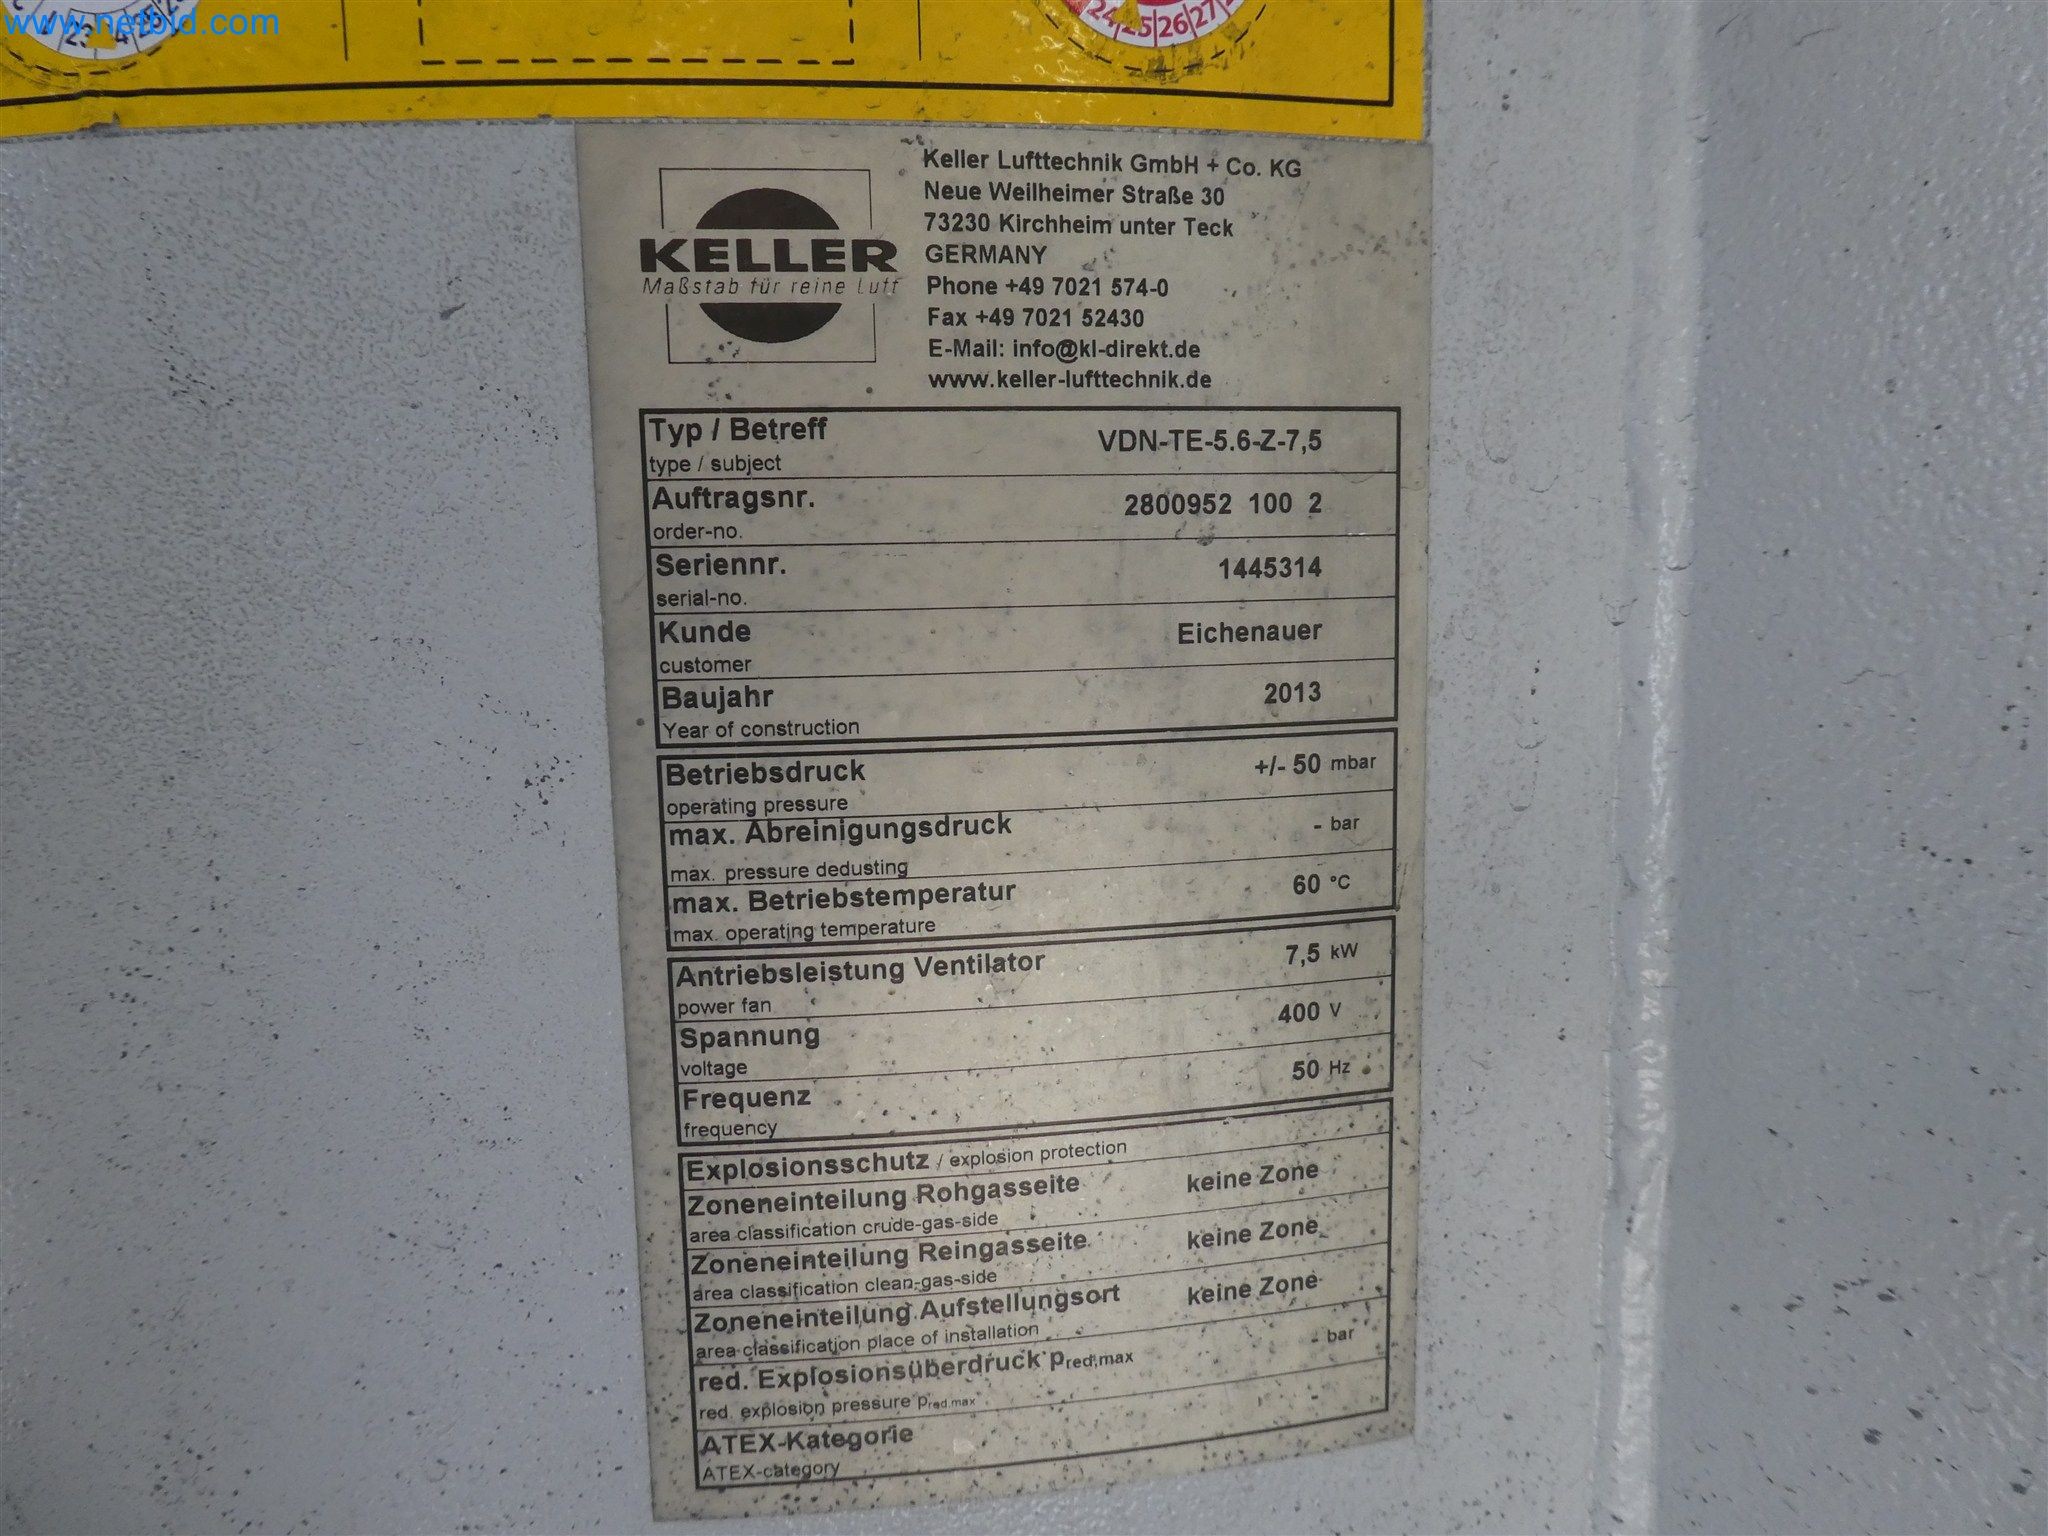 www.netbid.com
23 4 25
24 25 26 27
KELLER
Maßstab für reine Luft
Keller Lufttechnik GmbH + Co. KG
Neue Weilheimer Straße 30
73230 Kirchheim unter Teck
GERMANY
Phone +49 7021 574-0
Fax +49 7021 52430
E-Mail: info@kl-direkt.de
www.keller-lufttechnik.de
Typ / Betreff VDN-TE-5.6-Z-7,5
type / subject
Auftragsnr. 2800952 100 2
order-no.
Seriennr. 1445314
serial-no.
Kunde Eichenauer
customer
Baujahr 2013
Year of construction
Betriebsdruck +/- 50 mbar
operating pressure
max. Abreinigungsdruck - bar
max. pressure dedusting
max. Betriebstemperatur 60 °C
max. operating temperature
Antriebsleistung Ventilator 7,5 kW
power fan
Spannung 400 V
voltage
Frequenz 50 Hz
frequency
Explosionsschutz / explosion protection
Zoneneinteilung Rohgasseite keine Zone
area classification crude-gas-side
Zoneneinteilung Reingasseite keine Zone
area classification clean-gas-side
Zoneneinteilung Aufstellungsort keine Zone
area classification place of installation
red. Explosionsüberdruck pred,max - bar
red. explosion pressure pred.max
ATEX-Kategorie -
ATEX-category